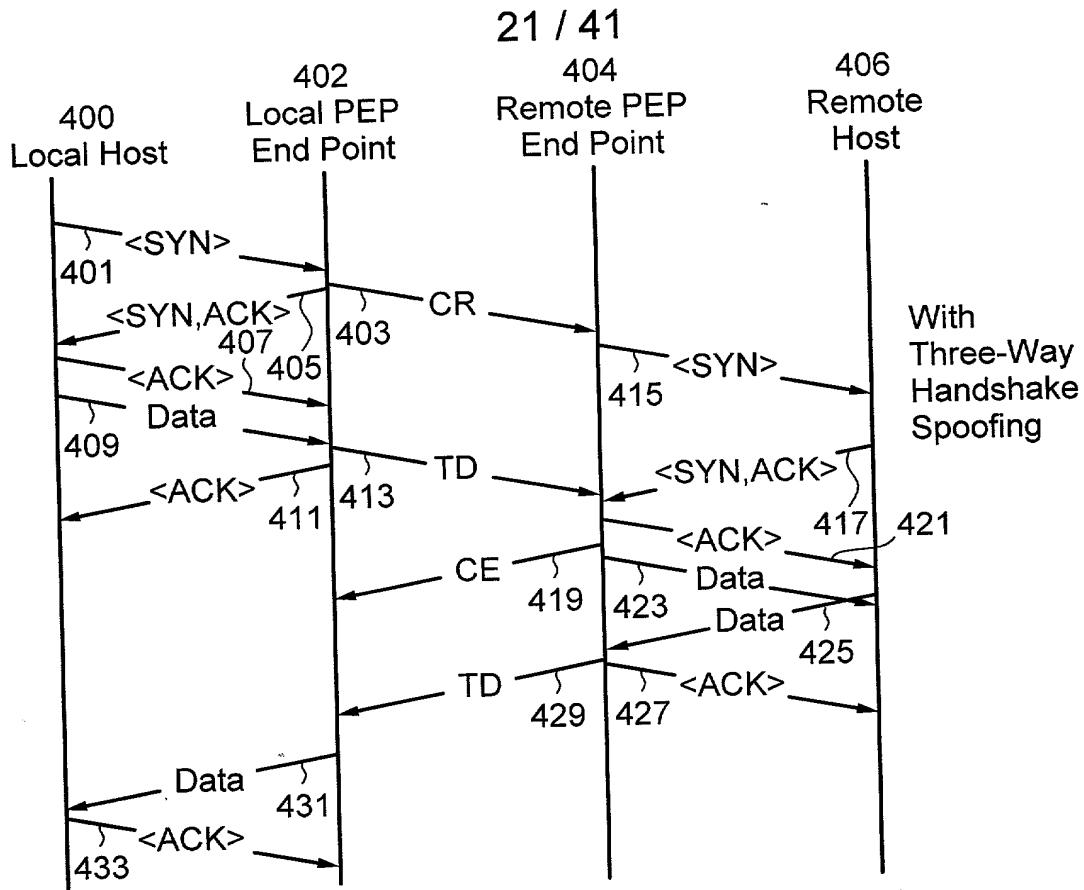 21 / 41
400
Local Host
402
Local PEP
End Point
404
Remote PEP
End Point
406
Remote
Host
<SYN>
401
CR
403
<SYN,ACK>
405
407
<ACK>
<SYN>
415
With
Three-Way
Handshake
Spoofing
Data
409
TD
413
<SYN,ACK>
417
<ACK>
411
<ACK>
421
CE
419
Data
423
Data
425
TD
429
<ACK>
427
Data
431
<ACK>
433